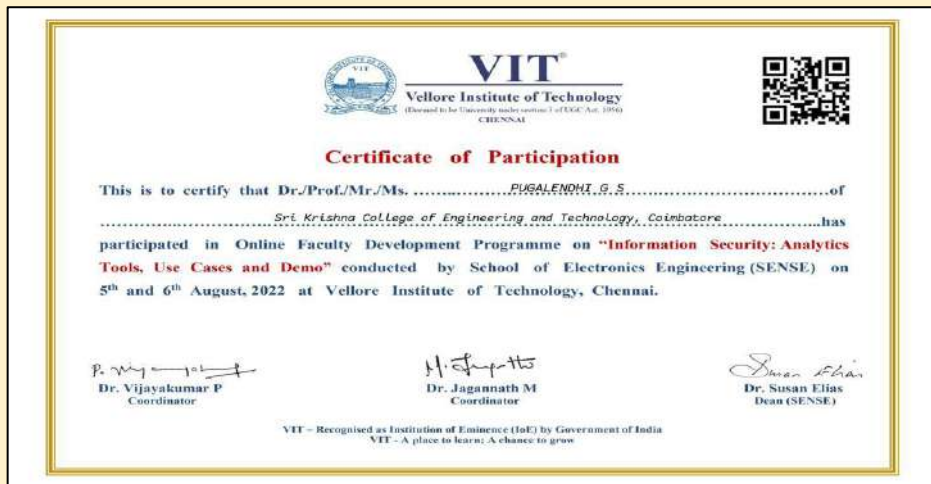 VIT®
Vellore Institute of Technology
(Deemed to be University under section 3 of UGC Act, 1956)
CHENNAI
Certificate of Participation
This is to certify that Dr./Prof./Mr./Ms. .......... PUGALENDHI G S ..........of
.......... Sri Krishna College of Engineering and Technology, Coimbatore ..........has
participated in Online Faculty Development Programme on “Information Security: Analytics
Tools, Use Cases and Demo” conducted by School of Electronics Engineering (SENSE) on
5th and 6th August, 2022 at Vellore Institute of Technology, Chennai.
Dr. Vijayakumar P
Coordinator
Dr. Jagannath M
Coordinator
Dr. Susan Elias
Dean (SENSE)
VIT – Recognised as Institution of Eminence (IoE) by Government of India
VIT - A place to learn; A chance to grow